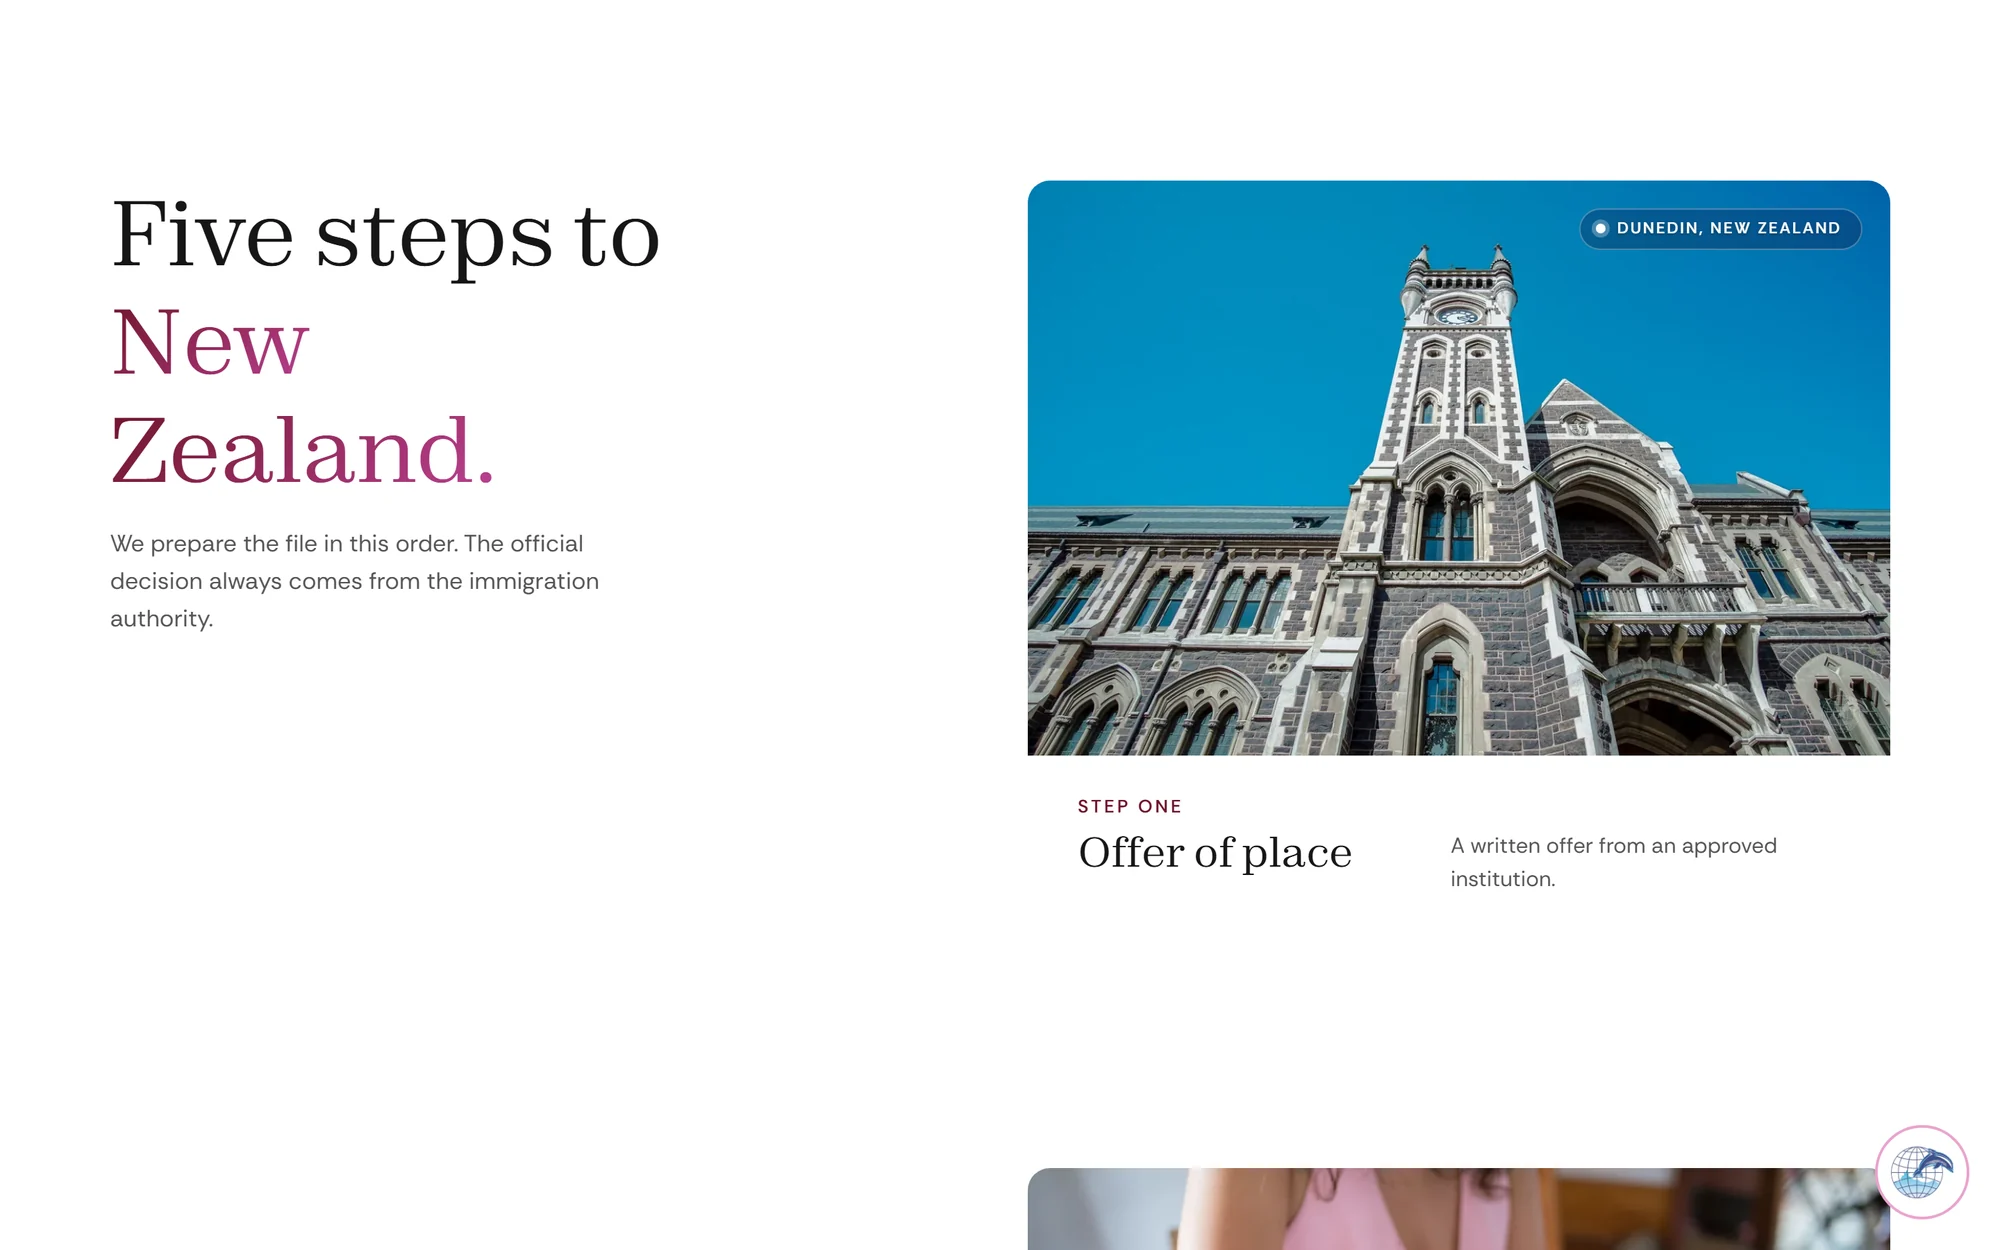 Five steps to
New
Zealand.
We prepare the file in this order. The official
decision always comes from the immigration
authority.
DUNEDIN, NEW ZEALAND
STEP ONE
Offer of place
A written offer from an approved
institution.